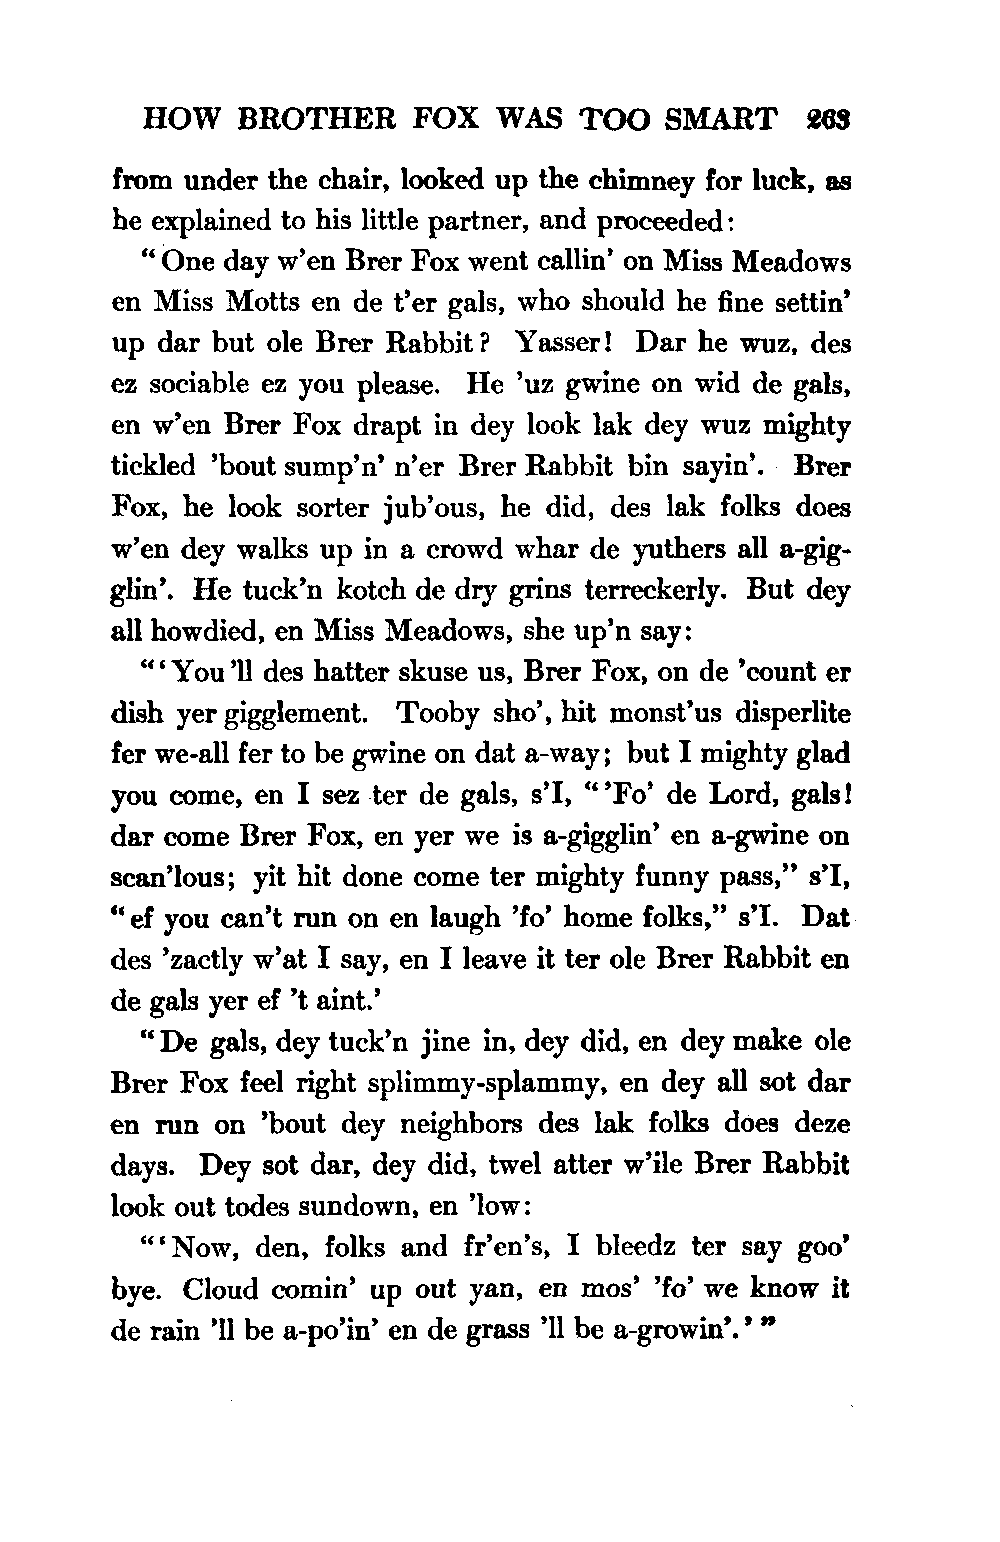 HOW BROTHER FOX WAS TOO SMART 263
from under the chair, looked up the chimney for luck, as
he explained to his little partner, and proceeded:
“One day w’en Brer Fox went callin’ on Miss Meadows
en Miss Motts en de t’er gals, who should he fine settin’
up dar but ole Brer Rabbit? Yasser! Dar he wuz, des
ez sociable ez you please. He ’uz gwine on wid de gals,
en w’en Brer Fox drapt in dey look lak dey wuz mighty
tickled ’bout sump’n’ n’er Brer Rabbit bin sayin’. Brer
Fox, he look sorter jub’ous, he did, des lak folks does
w’en dey walks up in a crowd whar de yuthers all a-gig-
glin’. He tuck’n kotch de dry grins terreckerly. But dey
all howdied, en Miss Meadows, she up’n say:
“‘You ’ll des hatter skuse us, Brer Fox, on de ’count er
dish yer gigglement. Tooby sho’, hit monst’us disperlite
fer we-all fer to be gwine on dat a-way; but I mighty glad
you come, en I sez ter de gals, s’I, “’Fo’ de Lord, gals!
dar come Brer Fox, en yer we is a-gigglin’ en a-gwine on
scan’lous; yit hit done come ter mighty funny pass,” s’I,
“ef you can’t run on en laugh ’fo’ home folks,” s’I. Dat
des ’zactly w’at I say, en I leave it ter ole Brer Rabbit en
de gals yer ef ’t aint.’
“De gals, dey tuck’n jine in, dey did, en dey make ole
Brer Fox feel right splimmy-splammy, en dey all sot dar
en run on ’bout dey neighbors des lak folks does deze
days. Dey sot dar, dey did, twel atter w’ile Brer Rabbit
look out todes sundown, en ’low:
“‘Now, den, folks and fr’en’s, I bleedz ter say goo’
bye. Cloud comin’ up out yan, en mos’ ’fo’ we know it
de rain ’ll be a-po’in’ en de grass ’ll be a-growin’.’”